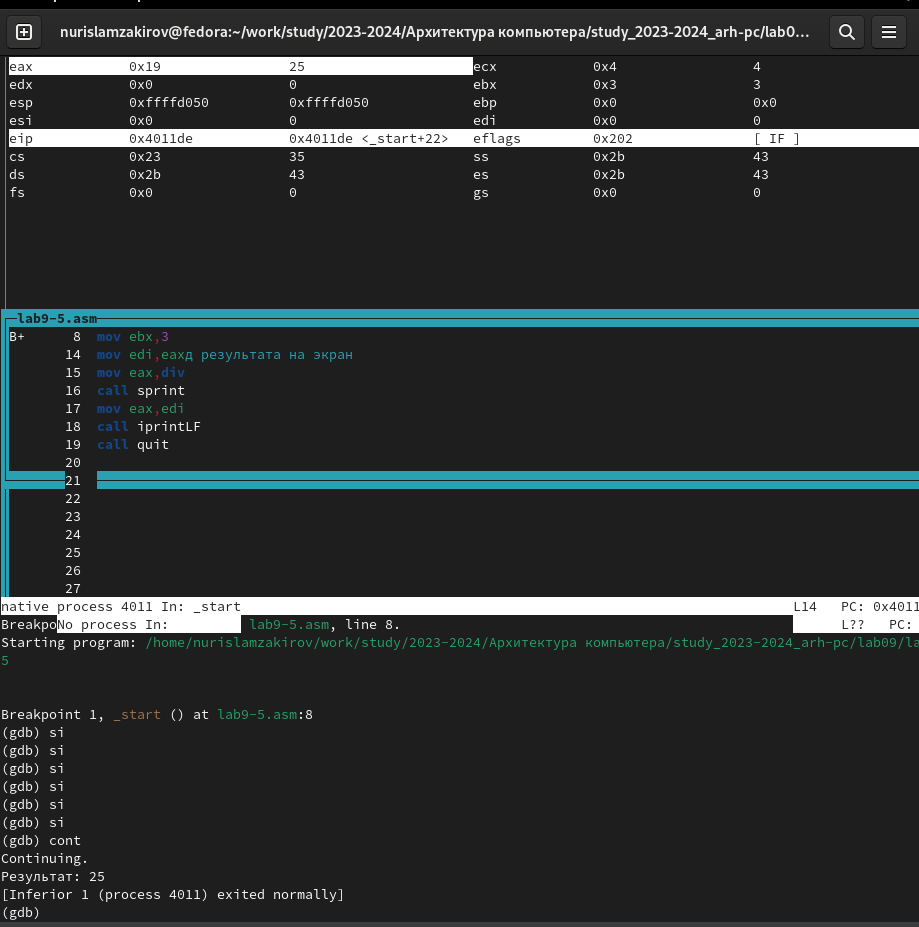 nurislamzakirov@fedora:~/work/study/2023-2024/Архитектура компьютера/study_2023-2024_arh-pc/lab0...
eax 0x19 25 ecx 0x4 4
edx 0x0 0 ebx 0x3 3
esp 0xffffd050 0xffffd050 ebp 0x0 0x0
esi 0x0 0 edi 0x0 0
eip 0x4011de 0x4011de <_start+22> eflags 0x202 [ IF ]
cs 0x23 35 ss 0x2b 43
ds 0x2b 43 es 0x2b 43
fs 0x0 0 gs 0x0 0
lab9-5.asm
B+ 8 mov ebx,3
14 mov edi,eaxд результата на экран
15 mov eax,div
16 call sprint
17 mov eax,edi
18 call iprintLF
19 call quit
20
21
22
23
24
25
26
27
native process 4011 In: _start L14 PC: 0x4011
BreakpoNo process In: lab9-5.asm, line 8. L?? PC:
Starting program: /home/nurislamzakirov/work/study/2023-2024/Архитектура компьютера/study_2023-2024_arh-pc/lab09/la
5
Breakpoint 1, _start () at lab9-5.asm:8
(gdb) si
(gdb) si
(gdb) si
(gdb) si
(gdb) si
(gdb) si
(gdb) cont
Continuing.
Результат: 25
[Inferior 1 (process 4011) exited normally]
(gdb)